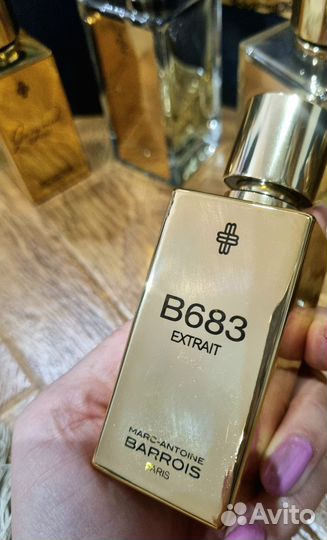 B683
EXTRAIT
MARC-ANTOINE
BARROIS
PARIS
Avito